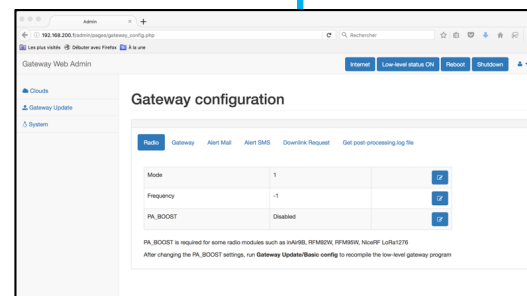 Admin
192.168.200.1/admin/pages/gateway_config.php
Rechercher
Les plus visités Débuter avec Firefox À la une
Gateway Web Admin Internet Low-level status ON Reboot Shutdown
Clouds
Gateway Update
System
Gateway configuration
Radio Gateway Alert Mail Alert SMS Downlink Request Get post-processing.log file
Mode 1
Frequency -1
PA_BOOST Disabled
PA_BOOST is required for some radio modules such as inAir9B, RFM92W, RFM95W, NiceRF LoRa1276
After changing the PA_BOOST settings, run Gateway Update/Basic config to recompile the low-level gateway program